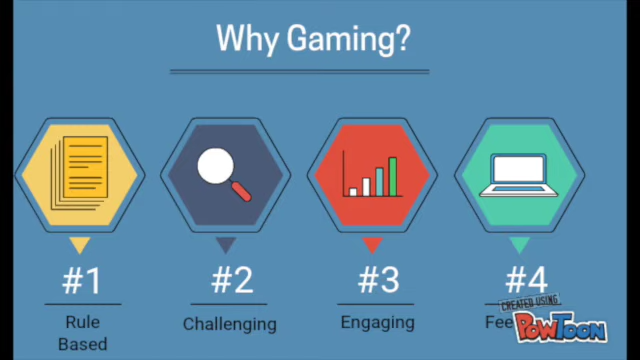 Why Gaming?
#1
#2
#3
#4
Rule
Based
Challenging
Engaging
CREATED USING
POWTOON